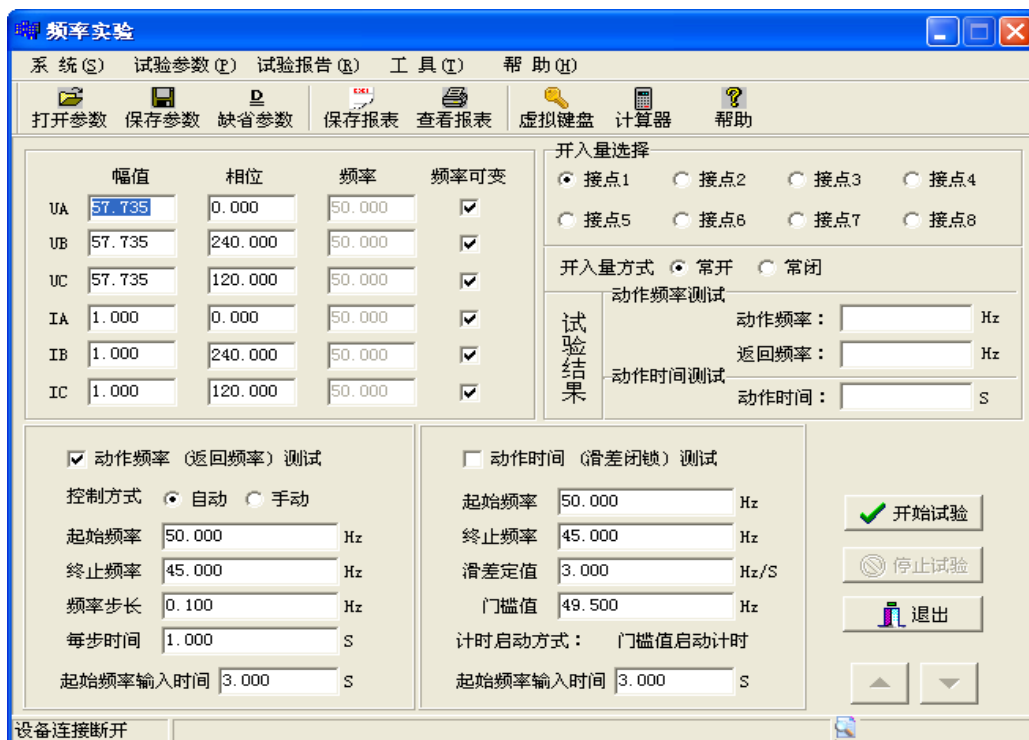 频率实验
系 统(S) 试验参数(P) 试验报告(R) 工 具(T) 帮 助(H)
打开参数 保存参数 缺省参数 保存报表 查看报表 虚拟键盘 计算器 帮助
幅值 相位 频率 频率可变
UA 57.735 0.000 50.000
UB 57.735 240.000 50.000
UC 57.735 120.000 50.000
IA 1.000 0.000 50.000
IB 1.000 240.000 50.000
IC 1.000 120.000 50.000
开入量选择
接点1 接点2 接点3 接点4
接点5 接点6 接点7 接点8
开入量方式 常开 常闭
试验结果
动作频率测试
动作频率： Hz
返回频率： Hz
动作时间测试
动作时间： S
动作频率（返回频率）测试
控制方式 自动 手动
起始频率 50.000 Hz
终止频率 45.000 Hz
频率步长 0.100 Hz
每步时间 1.000 S
起始频率输入时间 3.000 S
动作时间（滑差闭锁）测试
起始频率 50.000 Hz
终止频率 45.000 Hz
滑差定值 3.000 Hz/S
门槛值 49.500 Hz
计时启动方式： 门槛值启动计时
起始频率输入时间 3.000 S
开始试验
停止试验
退出
设备连接断开